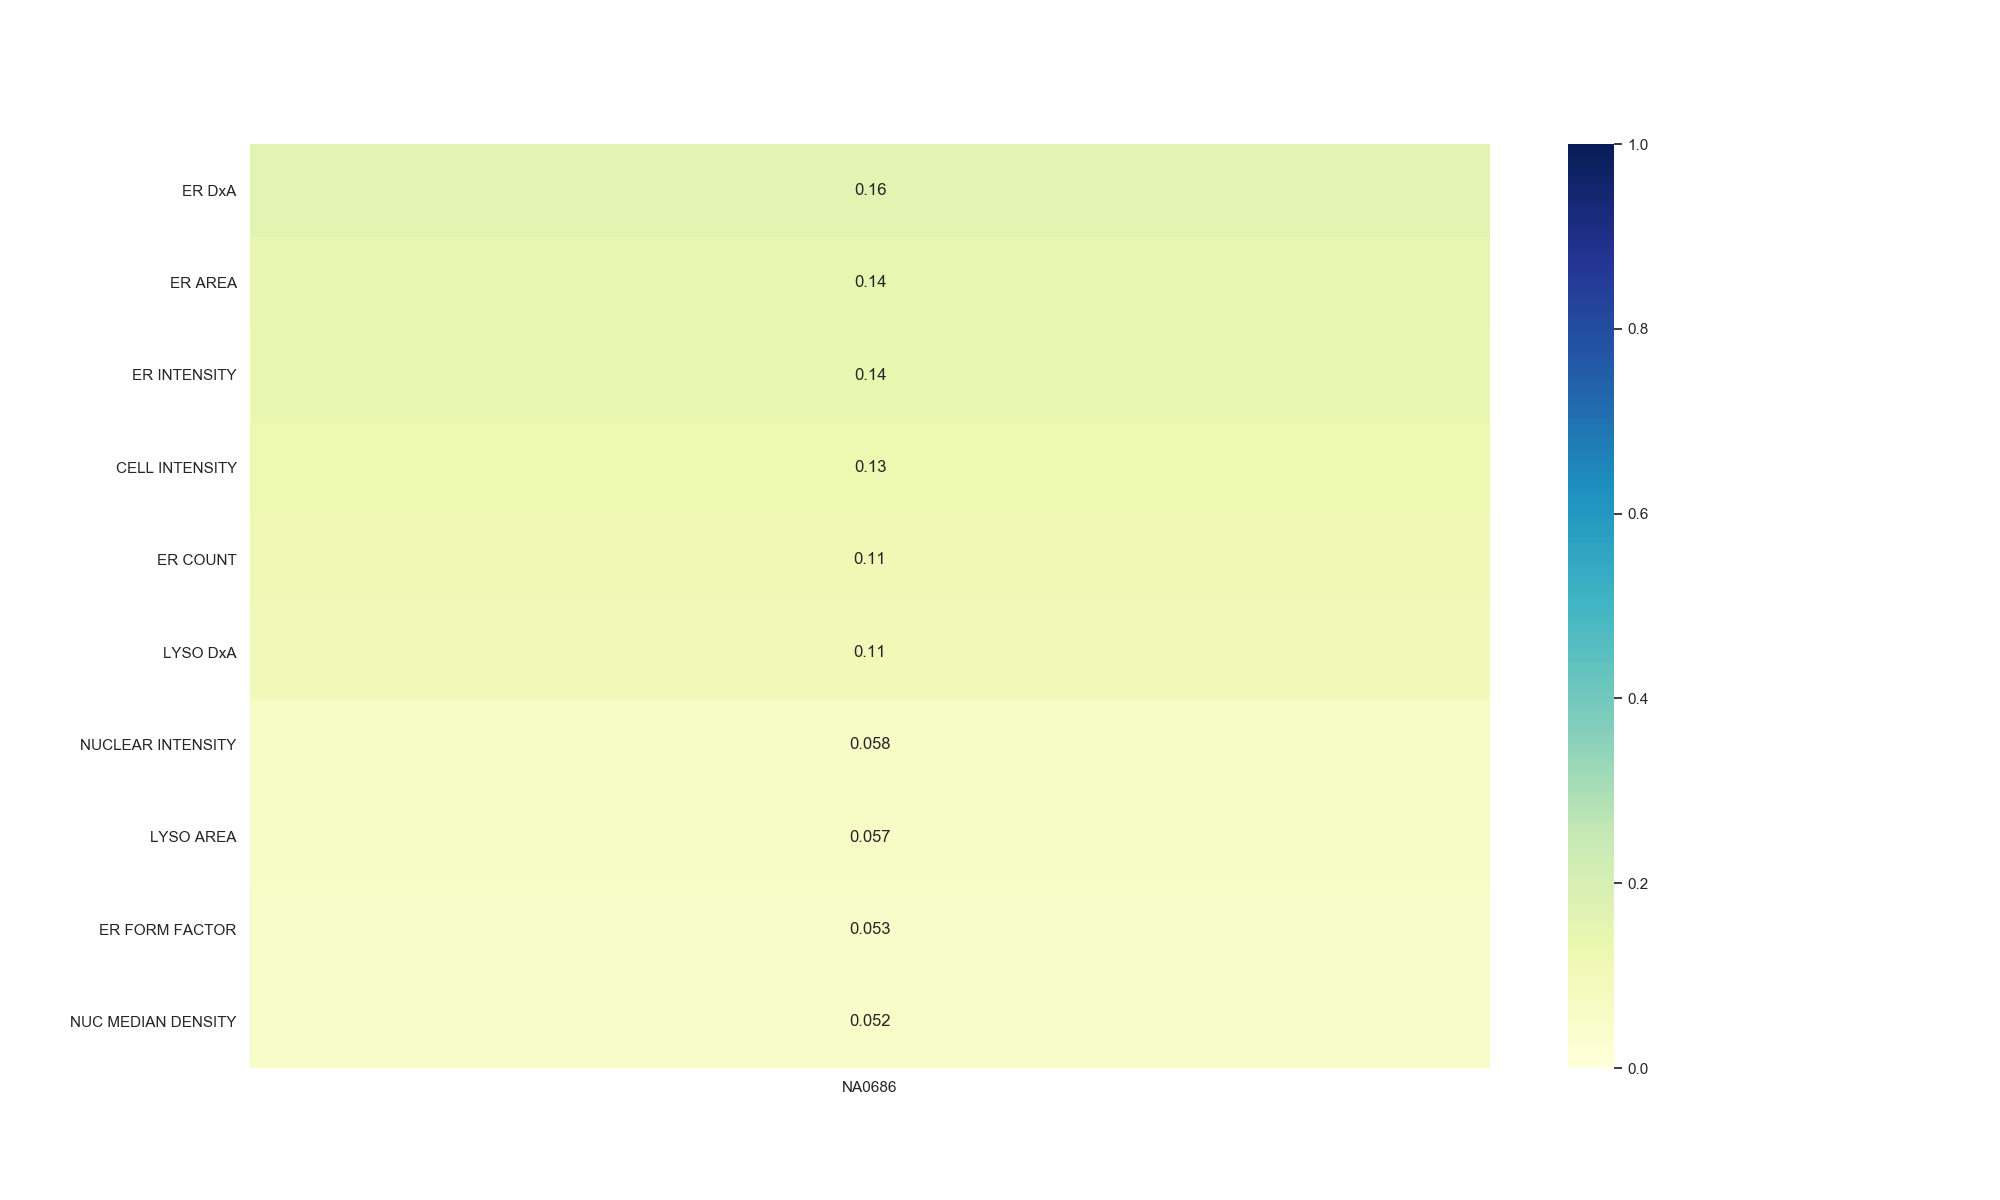 ER DxA 0.16
ER AREA 0.14
ER INTENSITY 0.14
CELL INTENSITY 0.13
ER COUNT 0.11
LYSO DxA 0.11
NUCLEAR INTENSITY 0.058
LYSO AREA 0.057
ER FORM FACTOR 0.053
NUC MEDIAN DENSITY 0.052
NA0686
1.0
0.8
0.6
0.4
0.2
0.0